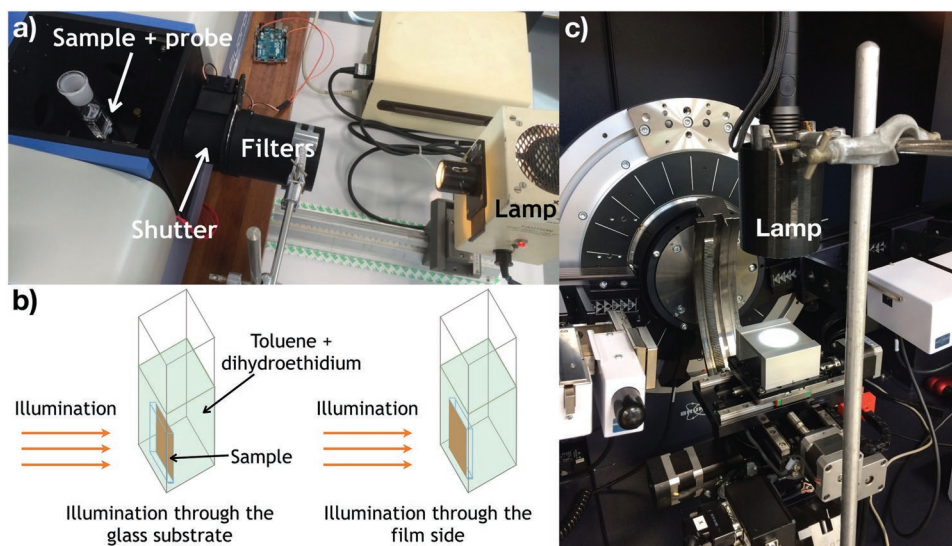 a)
Sample + probe
Filters
Shutter
Lamp
b)
Toluene +
dihydroethidium
Illumination
Illumination
Sample
Illumination through the
glass substrate
Illumination through the
film side
c)
Lamp